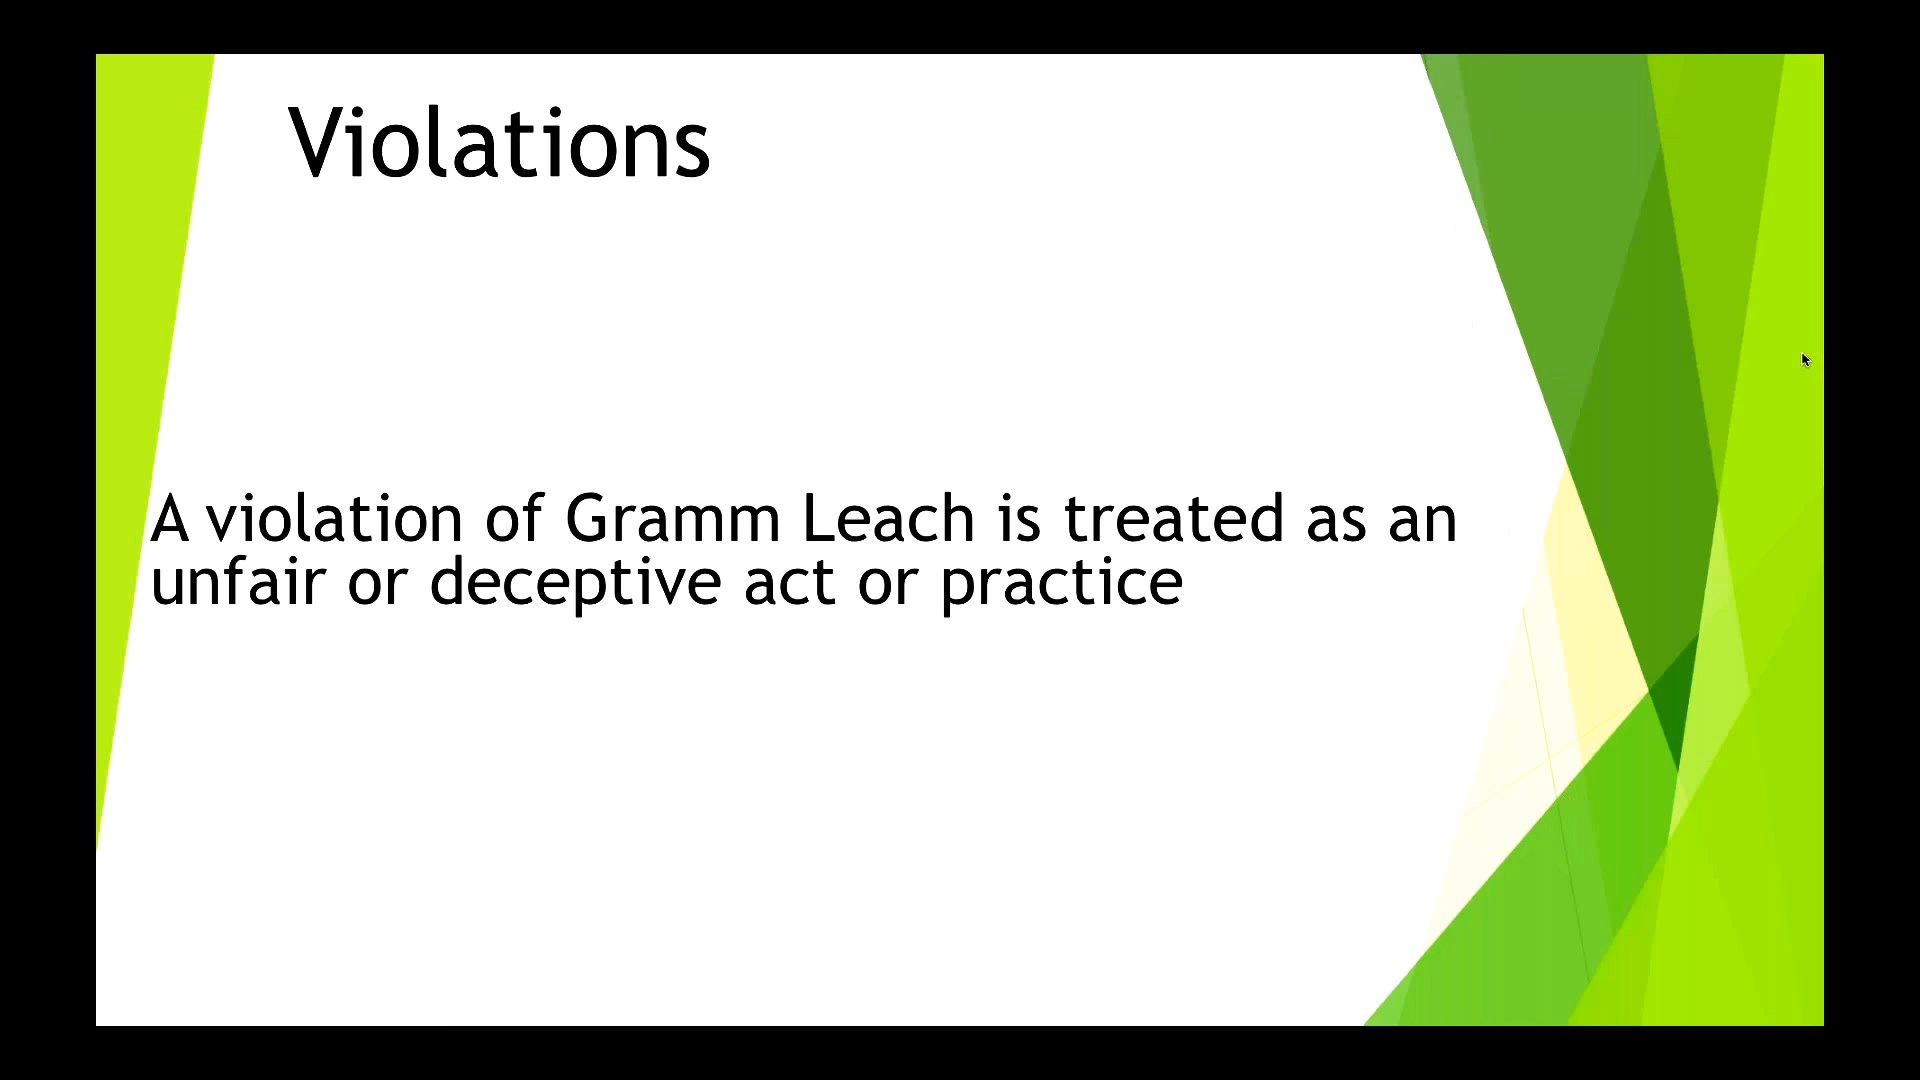 Violations
A violation of Gramm Leach is treated as an
unfair or deceptive act or practice